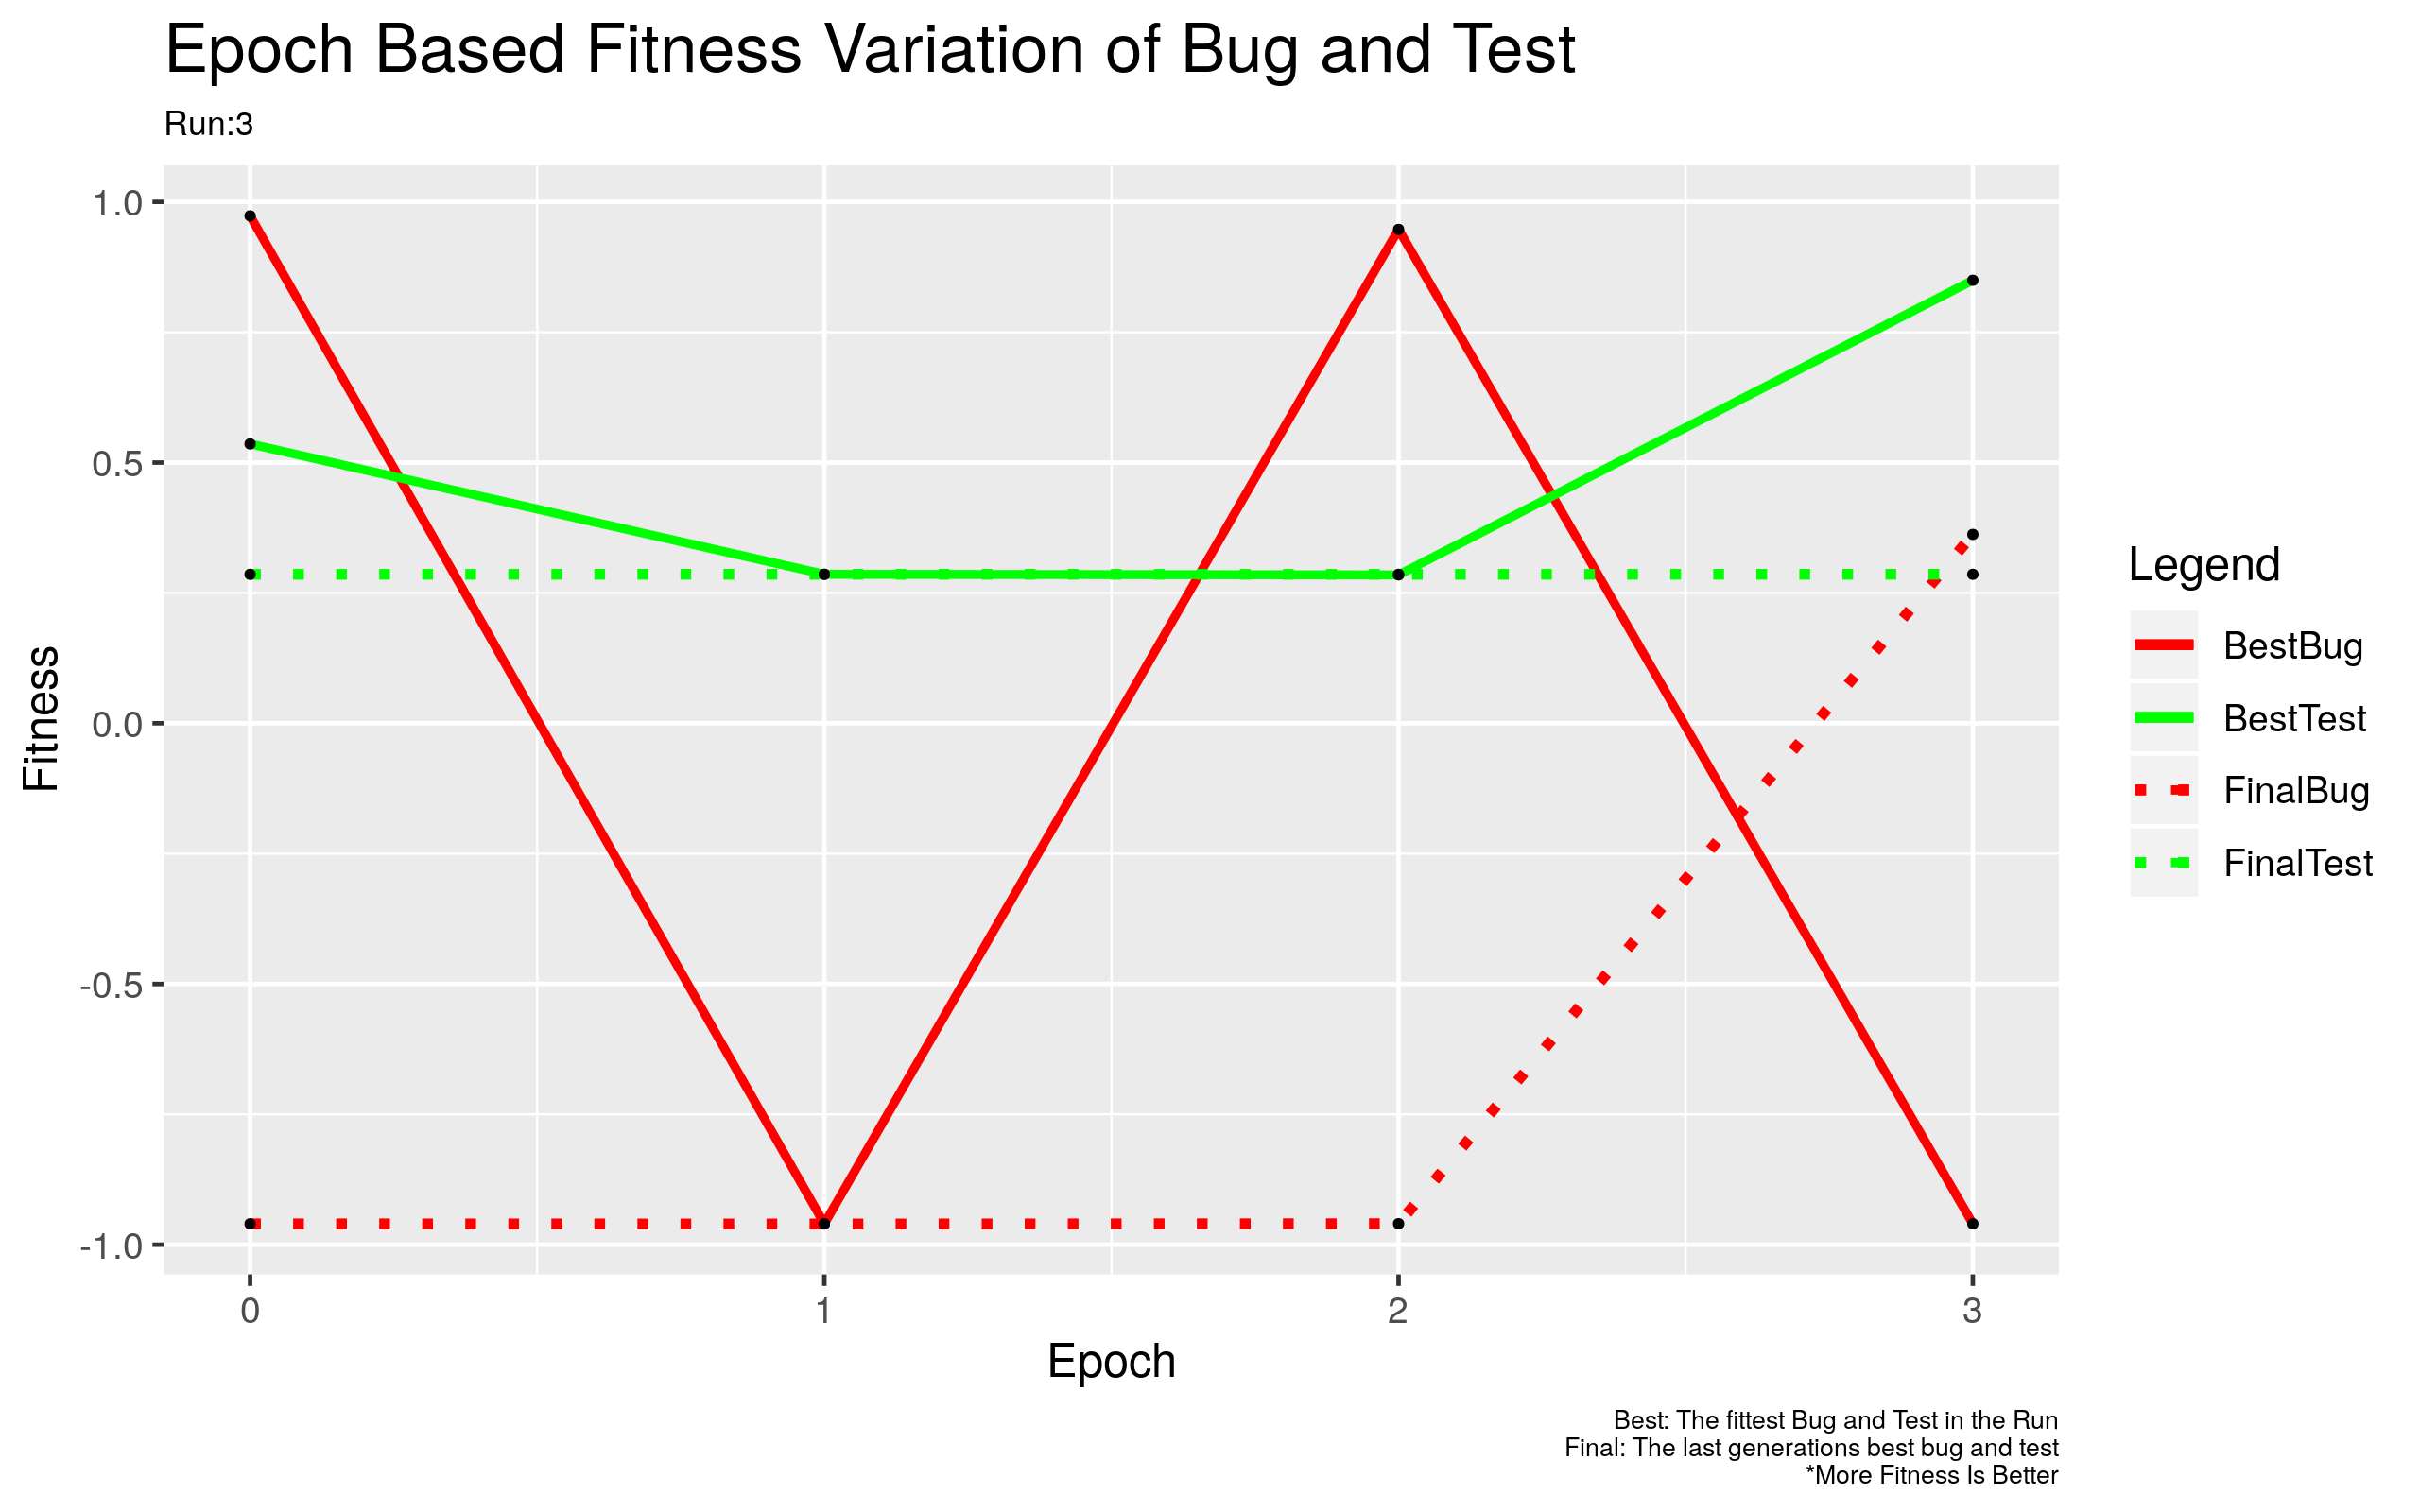 Epoch Based Fitness Variation of Bug and Test
Run:3
1.0
0.5
0.0
-0.5
-1.0
Fitness
0 1 2 3
Epoch
Legend
BestBug
BestTest
FinalBug
FinalTest
Best: The fittest Bug and Test in the Run
Final: The last generations best bug and test
*More Fitness Is Better